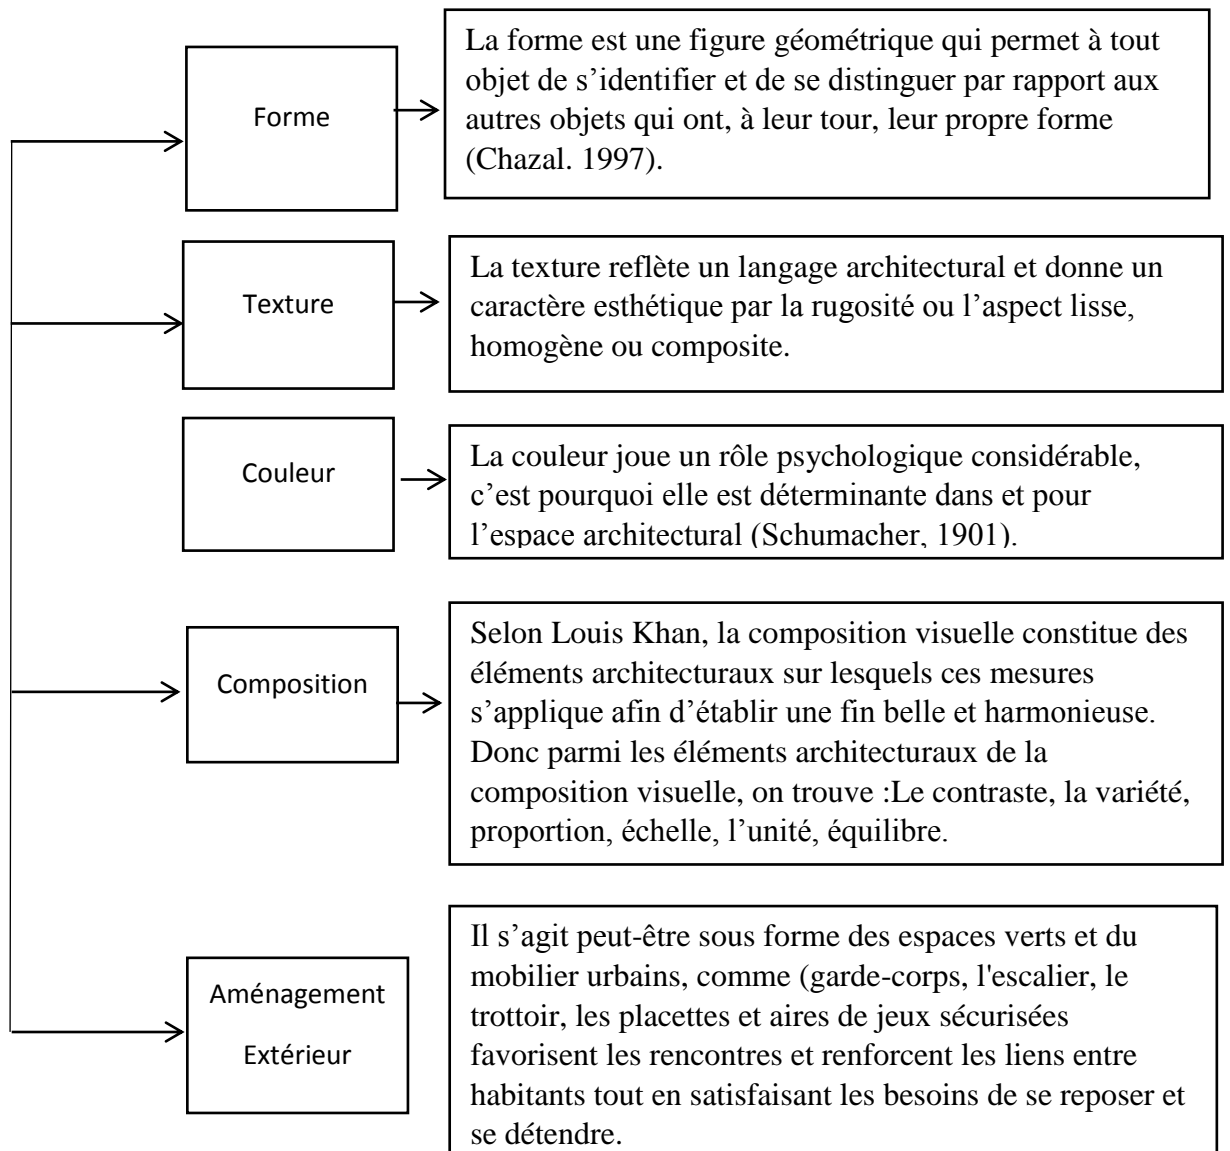 Forme
La forme est une figure géométrique qui permet à tout
objet de s’identifier et de se distinguer par rapport aux
autres objets qui ont, à leur tour, leur propre forme
(Chazal. 1997).
Texture
La texture reflète un langage architectural et donne un
caractère esthétique par la rugosité ou l’aspect lisse,
homogène ou composite.
Couleur
La couleur joue un rôle psychologique considérable,
c’est pourquoi elle est déterminante dans et pour
l’espace architectural (Schumacher, 1901).
Composition
Selon Louis Khan, la composition visuelle constitue des
éléments architecturaux sur lesquels ces mesures
s’applique afin d’établir une fin belle et harmonieuse.
Donc parmi les éléments architecturaux de la
composition visuelle, on trouve :Le contraste, la variété,
proportion, échelle, l’unité, équilibre.
Aménagement
Extérieur
Il s’agit peut-être sous forme des espaces verts et du
mobilier urbains, comme (garde-corps, l'escalier, le
trottoir, les placettes et aires de jeux sécurisées
favorisent les rencontres et renforcent les liens entre
habitants tout en satisfaisant les besoins de se reposer et
se détendre.